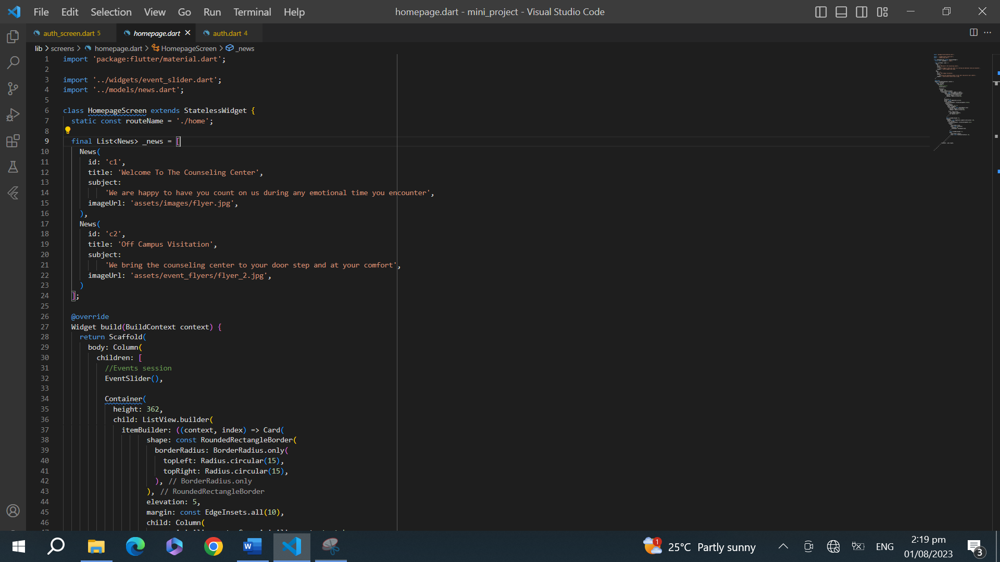 File Edit Selection View Go Run Terminal Help
homepage.dart - mini_project - Visual Studio Code
auth_screen.dart 5
homepage.dart
auth.dart 4
lib > screens > homepage.dart > HomepageScreen > _news
1 import 'package:flutter/material.dart';
2
3 import '../widgets/event_slider.dart';
4 import '../models/news.dart';
5
6 class HomepageScreen extends StatelessWidget {
7 static const routeName = './home';
8
9 final List<News> _news = [
10 News(
11 id: 'c1',
12 title: 'Welcome To The Counseling Center',
13 subject:
14 'We are happy to have you count on us during any emotional time you encounter',
15 imageUrl: 'assets/images/flyer.jpg',
16 ),
17 News(
18 id: 'c2',
19 title: 'Off Campus Visitation',
20 subject:
21 'We bring the counseling center to your door step and at your comfort',
22 imageUrl: 'assets/event_flyers/flyer_2.jpg',
23 )
24 ];
25
26 @override
27 Widget build(BuildContext context) {
28 return Scaffold(
29 body: Column(
30 children: [
31 //Events session
32 EventSlider(),
33
34 Container(
35 height: 362,
36 child: ListView.builder(
37 itemBuilder: ((context, index) => Card(
38 shape: const RoundedRectangleBorder(
39 borderRadius: BorderRadius.only(
40 topLeft: Radius.circular(15),
41 topRight: Radius.circular(15),
42 ), // BorderRadius.only
43 ), // RoundedRectangleBorder
44 elevation: 5,
45 margin: const EdgeInsets.all(10),
46 child: Column(
1
25°C Partly sunny
ENG
2:19 pm
01/08/2023
3